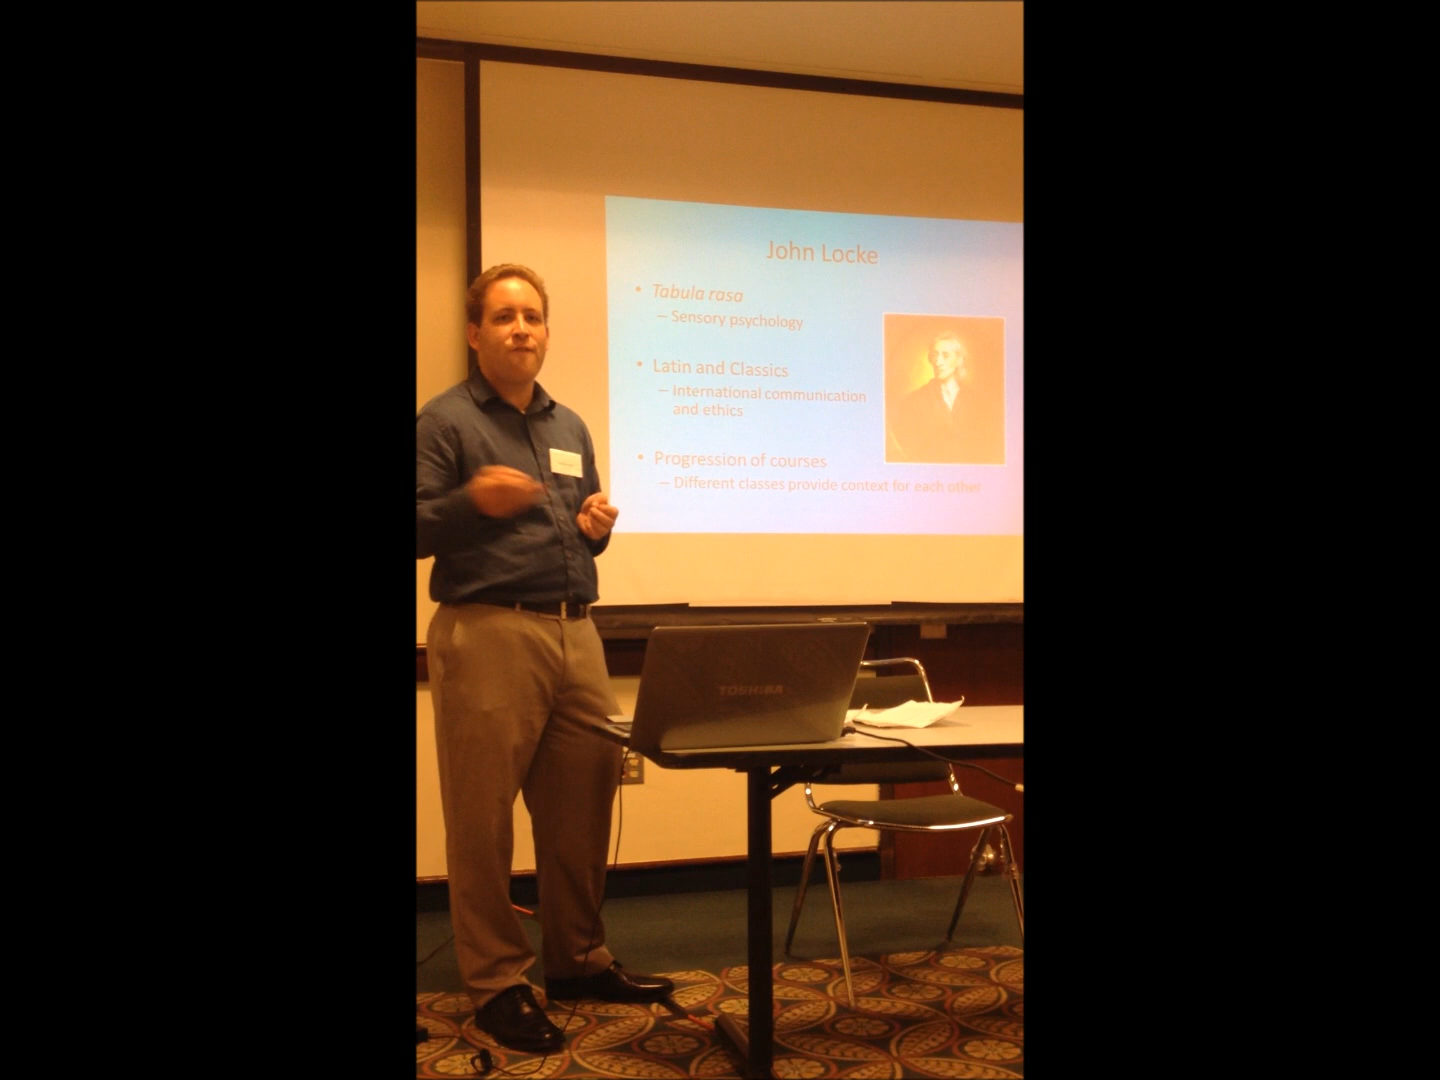 John Locke
• Tabula rasa
– Sensory psychology
• Latin and Classics
– International communication
and ethics
• Progression of courses
– Different classes provide context for each other
TOSHIBA